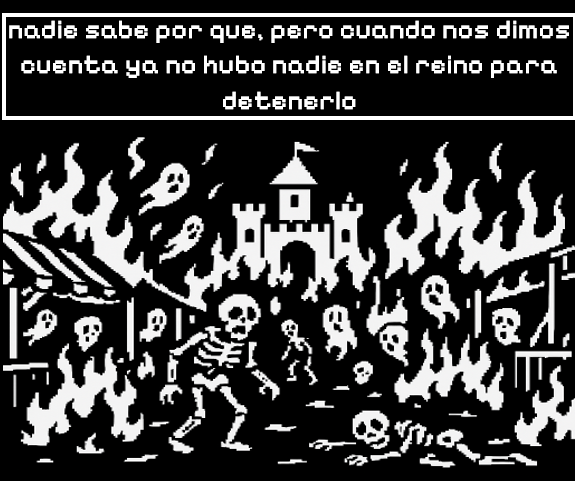 nadie sabe por que, pero cuando nos dimos
cuenta ya no hubo nadie en el reino para
detenerlo